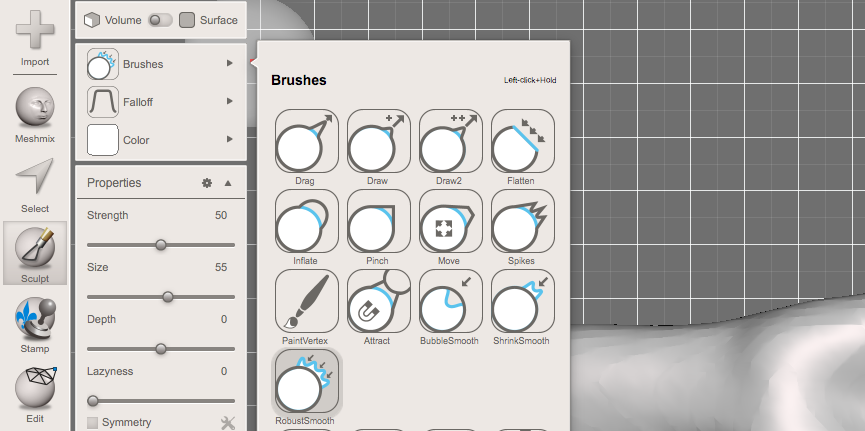 Import
Meshmix
Select
Sculpt
Stamp
Edit
Volume Surface
Brushes
Falloff
Color
Properties
Strength 50
Size 55
Depth 0
Lazyness 0
Symmetry
Brushes Left-click+Hold
Drag Draw Draw2 Flatten
Inflate Pinch Move Spikes
PaintVertex Attract BubbleSmooth ShrinkSmooth
RobustSmooth